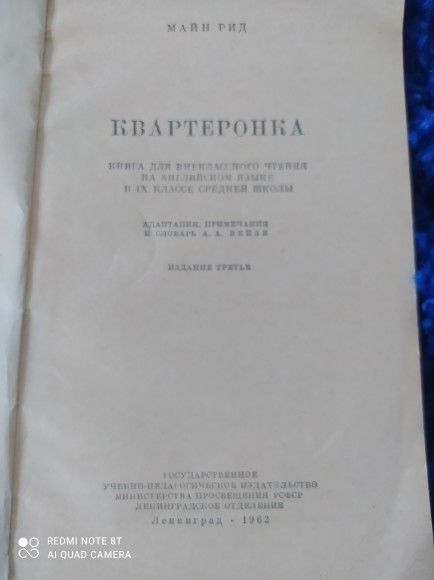 МАЙН РИД
КВАРТЕРОНКА
КНИГА ДЛЯ ВНЕКЛАССНОГО ЧТЕНИЯ
НА АНГЛИЙСКОМ ЯЗЫКЕ
В IX КЛАССЕ СРЕДНЕЙ ШКОЛЫ
АДАПТАЦИЯ, ПРИМЕЧАНИЯ
И СЛОВАРЬ А. А. ВЕЙЗЕ
ИЗДАНИЕ ТРЕТЬЕ
ГОСУДАРСТВЕННОЕ
УЧЕБНО-ПЕДАГОГИЧЕСКОЕ ИЗДАТЕЛЬСТВО
МИНИСТЕРСТВА ПРОСВЕЩЕНИЯ РСФСР
ЛЕНИНГРАДСКОЕ ОТДЕЛЕНИЕ
Ленинград - 1962
REDMI NOTE 8T
AI QUAD CAMERA